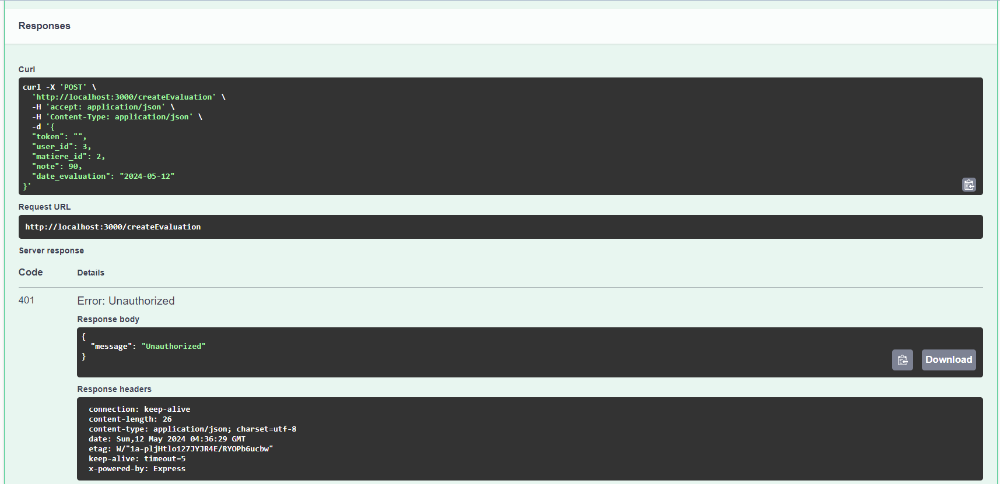 Responses
Curl
curl -X 'POST' \
  'http://localhost:3000/createEvaluation' \
  -H 'accept: application/json' \
  -H 'Content-Type: application/json' \
  -d '{
  "token": "",
  "user_id": 3,
  "matiere_id": 2,
  "note": 90,
  "date_evaluation": "2024-05-12"
}'
Request URL
http://localhost:3000/createEvaluation
Server response
Code Details
401 Error: Unauthorized
Response body
{
  "message": "Unauthorized"
}
Download
Response headers
connection: keep-alive
content-length: 26
content-type: application/json; charset=utf-8
date: Sun,12 May 2024 04:36:29 GMT
etag: W/"1a-pljHtlo127JYJR4E/RYOPb6ucbw"
keep-alive: timeout=5
x-powered-by: Express